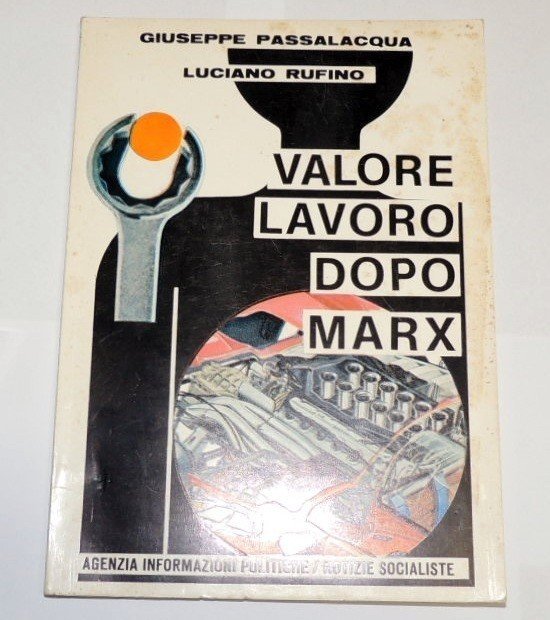 GIUSEPPE PASSALACQUA
LUCIANO RUFINO
VALORE
LAVORO
DOPO
MARX
AGENZIA INFORMAZIONI POLITICHE / NOTIZIE SOCIALISTE